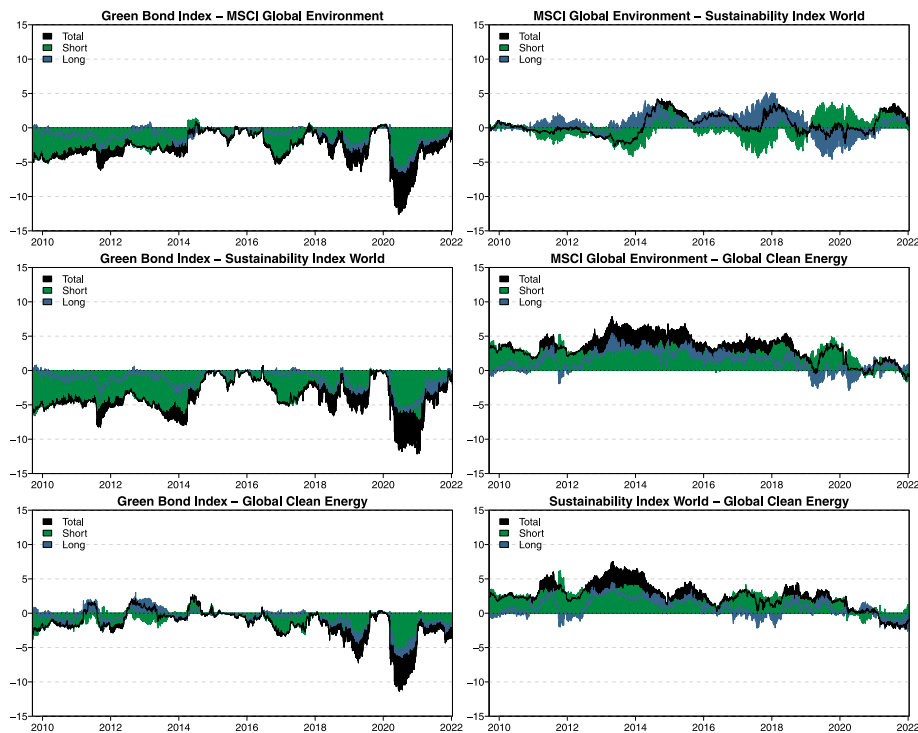 Green Bond Index – MSCI Global Environment
15
10
5
0
−5
−10
−15
Total
Short
Long
2010 2012 2014 2016 2018 2020 2022
MSCI Global Environment – Sustainability Index World
15
10
5
0
−5
−10
−15
Total
Short
Long
2010 2012 2014 2016 2018 2020 2022
Green Bond Index – Sustainability Index World
15
10
5
0
−5
−10
−15
Total
Short
Long
2010 2012 2014 2016 2018 2020 2022
MSCI Global Environment – Global Clean Energy
15
10
5
0
−5
−10
−15
Total
Short
Long
2010 2012 2014 2016 2018 2020 2022
Green Bond Index – Global Clean Energy
15
10
5
0
−5
−10
−15
Total
Short
Long
2010 2012 2014 2016 2018 2020 2022
Sustainability Index World – Global Clean Energy
15
10
5
0
−5
−10
−15
Total
Short
Long
2010 2012 2014 2016 2018 2020 2022